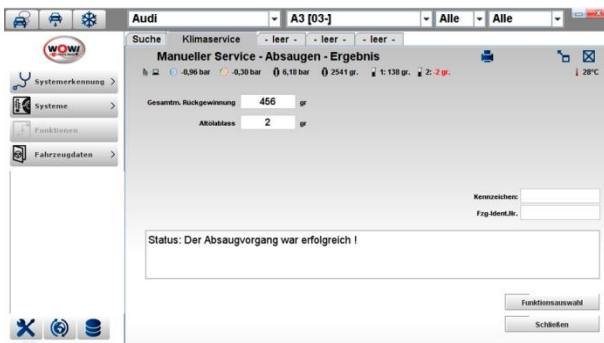 Audi A3 [03-] Alle Alle
Suche Klimaservice - leer - - leer - - leer -
WOW!
Manueller Service - Absaugen - Ergebnis
-0,96 bar -0,30 bar 6,18 bar 2541 gr. 1: 138 gr. 2: -2 gr. 28°C
Systemerkennung
Systeme
Funktionen
Fahrzeugdaten
Gesamtm. Rückgewinnung 456 gr
Altölablass 2 gr
Kennzeichen:
Fzg-Ident.Nr.
Status: Der Absaugvorgang war erfolgreich !
Funktionsauswahl
Schließen